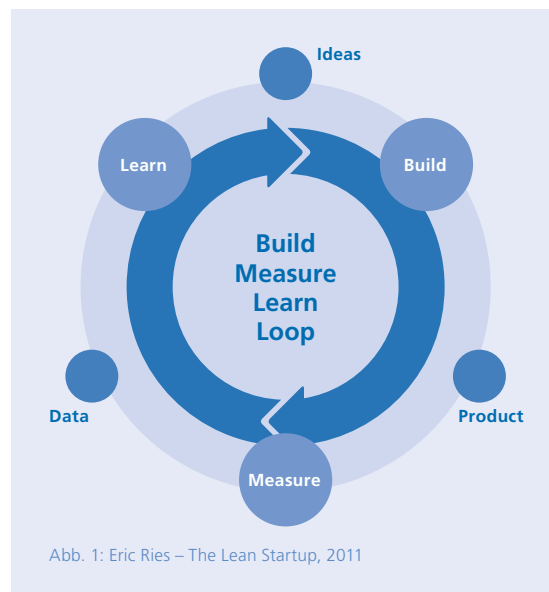 Ideas
Learn
Build
Build
Measure
Learn
Loop
Data
Product
Measure
Abb. 1: Eric Ries – The Lean Startup, 2011